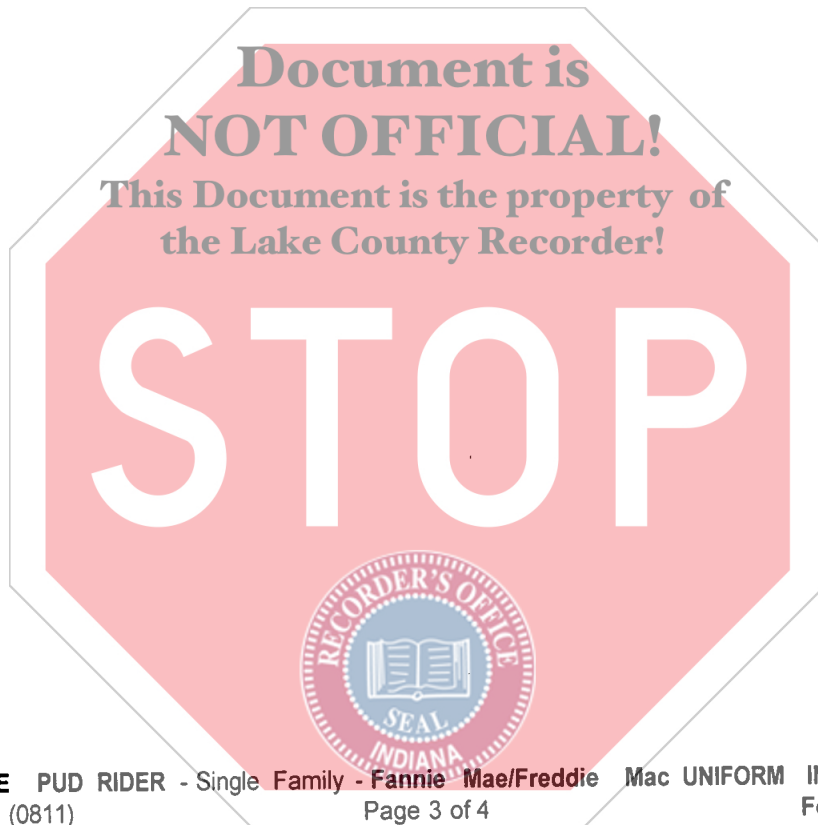 Document is
NOT OFFICIAL!
This Document is the property of
the Lake County Recorder!
STOP
RECORDER'S OFFICE
SEAL
INDIANA
PUD RIDER - Single Family - Fannie Mae/Freddie Mac UNIFORM
(0811) Page 3 of 4